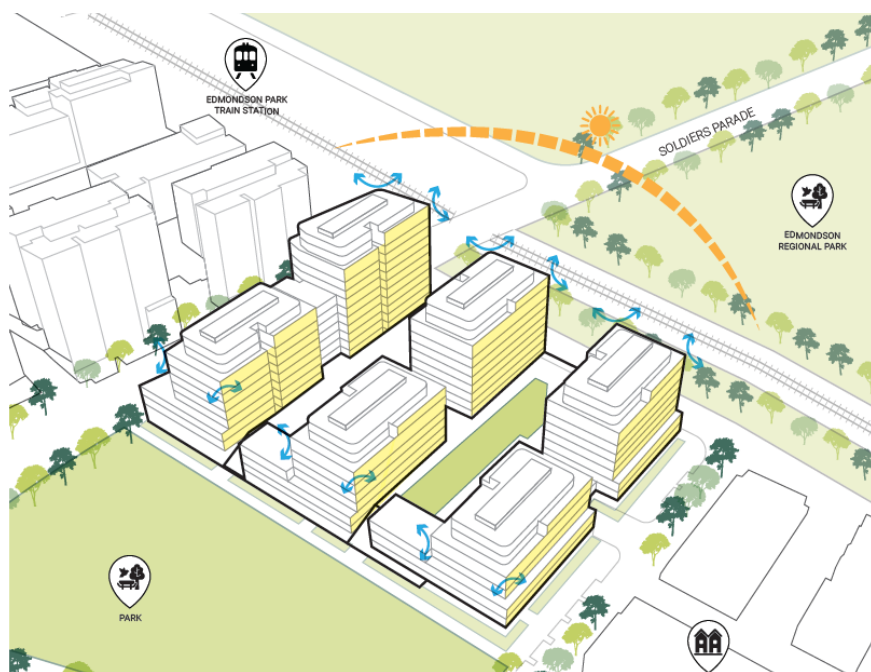 EDMONDSON PARK
TRAIN STATION
SOLDIERS PARADE
EDMONDSON
REGIONAL PARK
PARK